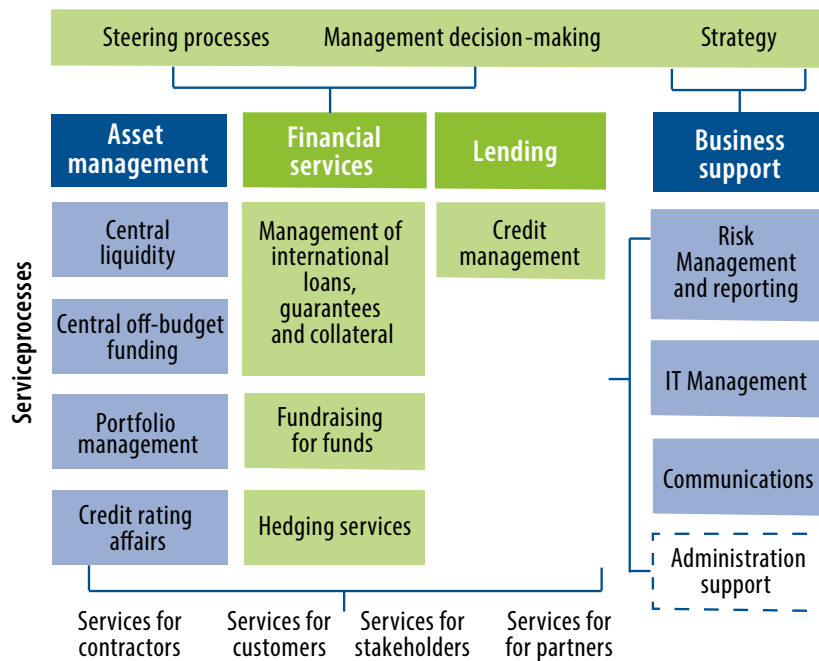 Steering processes
Management decision-making
Strategy
Asset
management
Financial
services
Lending
Business
support
Serviceprocesses
Central
liquidity
Central off-budget
funding
Portfolio
management
Credit rating
affairs
Management of
international
loans,
guarantees
and collateral
Fundraising
for funds
Hedging services
Credit
management
Risk
Management
and reporting
IT Management
Communications
Administration
support
Services for
contractors
Services for
customers
Services for
stakeholders
Services for
for partners